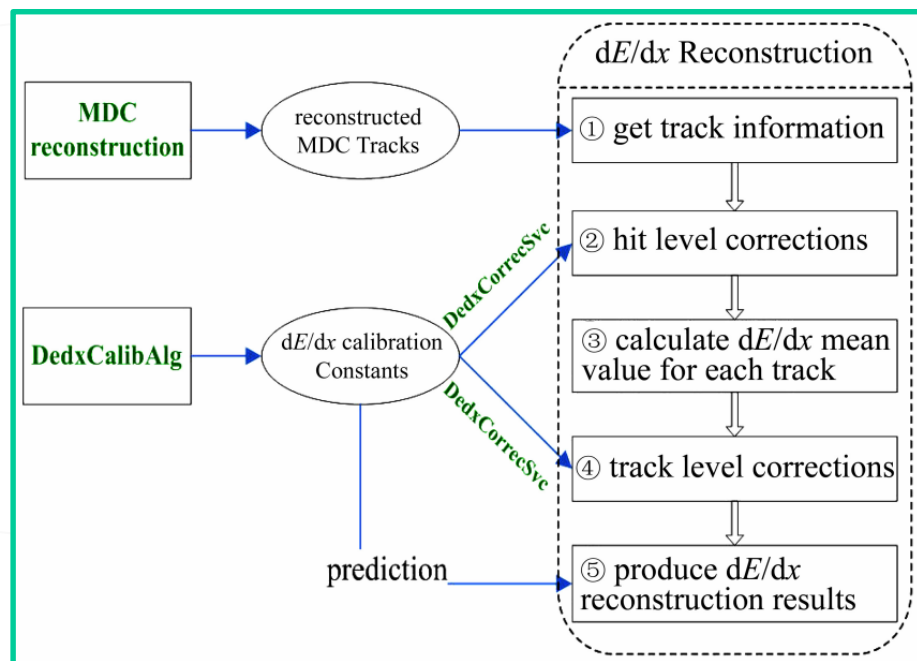 dE/dx Reconstruction
MDC
reconstruction
reconstructed
MDC Tracks
① get track information
② hit level corrections
DedxCorrecSvc
DedxCalibAlg
dE/dx calibration
Constants
③ calculate dE/dx mean
value for each track
DedxCorrecSvc
④ track level corrections
prediction
⑤ produce dE/dx
reconstruction results